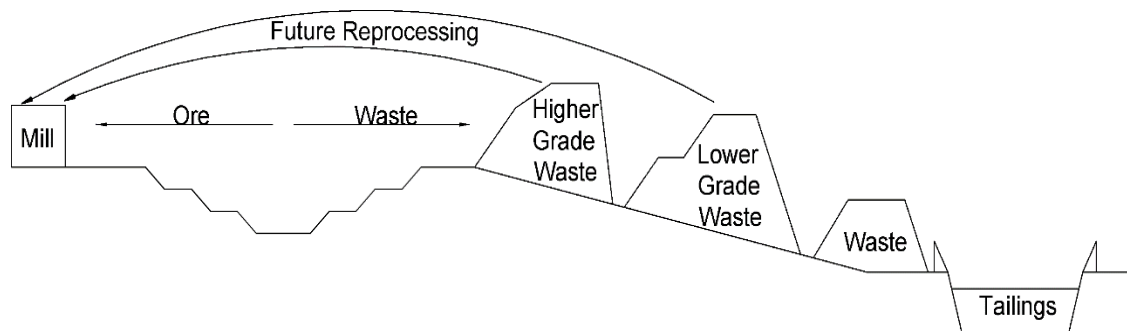 Future Reprocessing
Ore
Waste
Mill
Higher
Grade
Waste
Lower
Grade
Waste
Waste
Tailings